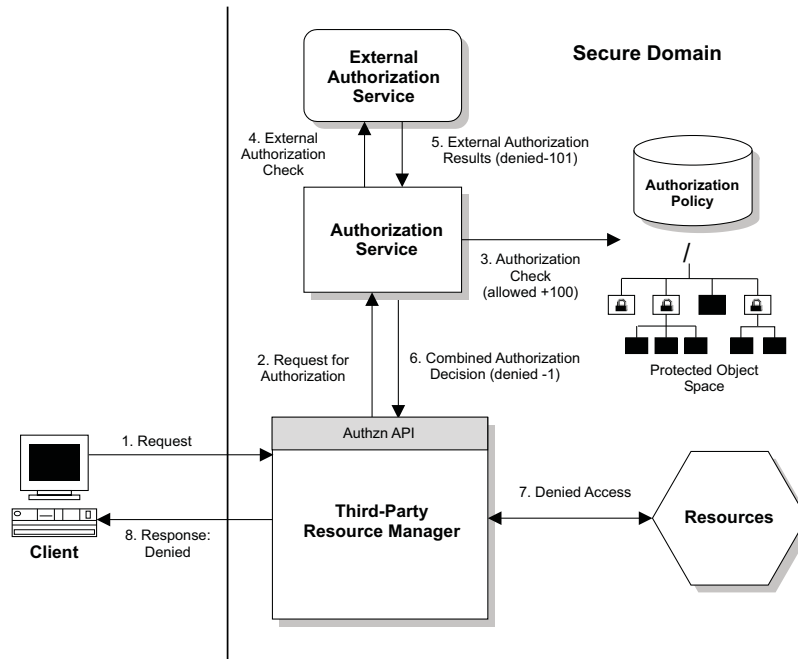 External
Authorization
Service
Secure Domain
4. External
Authorization
Check
5. External Authorization
Results (denied-101)
Authorization
Policy
Authorization
Service
3. Authorization
Check
(allowed +100)
/
2. Request for
Authorization
6. Combined Authorization
Decision (denied -1)
Protected Object
Space
Authzn API
1. Request
Third-Party
Resource Manager
7. Denied Access
Resources
8. Response:
Denied
Client